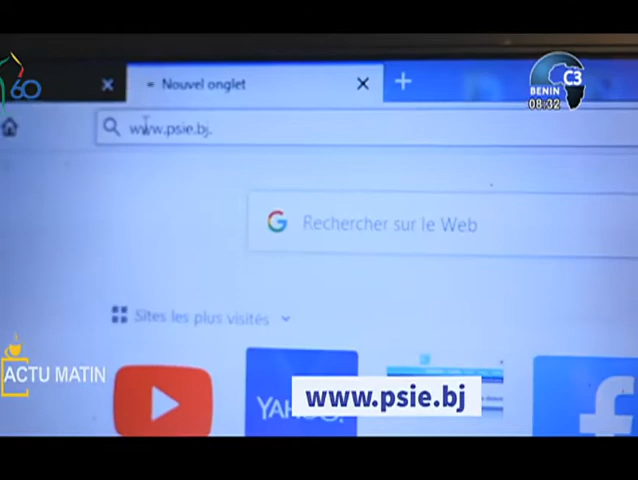 60
Nouvel onglet
C3
BENIN
08:32
www.psie.bj.
Rechercher sur le Web
Sites les plus visités
ACTU MATIN
YAHOO!
www.psie.bj